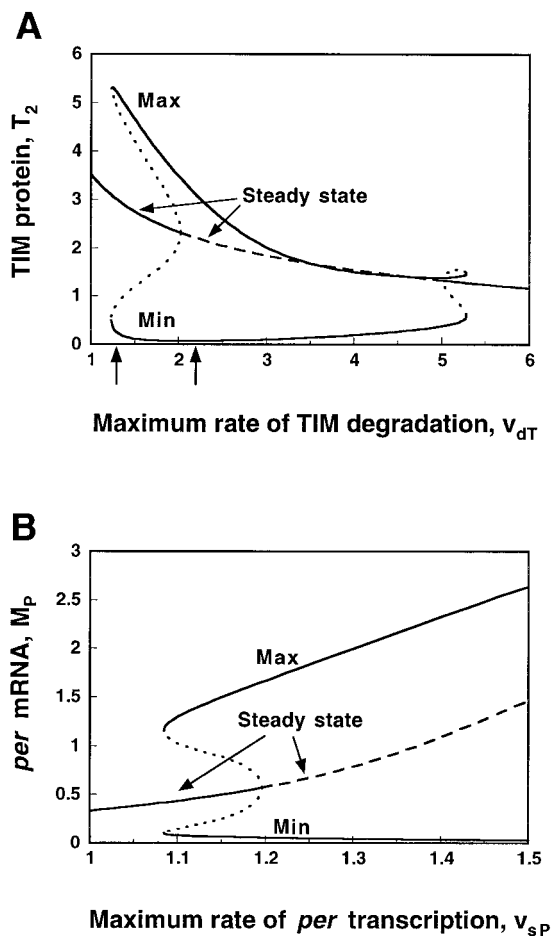 A
6
5
4
3
2
1
0
TIM protein, T2
Max
Steady state
Min
1 2 3 4 5 6
Maximum rate of TIM degradation, vdT
B
3
2.5
2
1.5
1
0.5
0
per mRNA, MP
Max
Steady state
Min
1 1.1 1.2 1.3 1.4 1.5
Maximum rate of per transcription, vsP